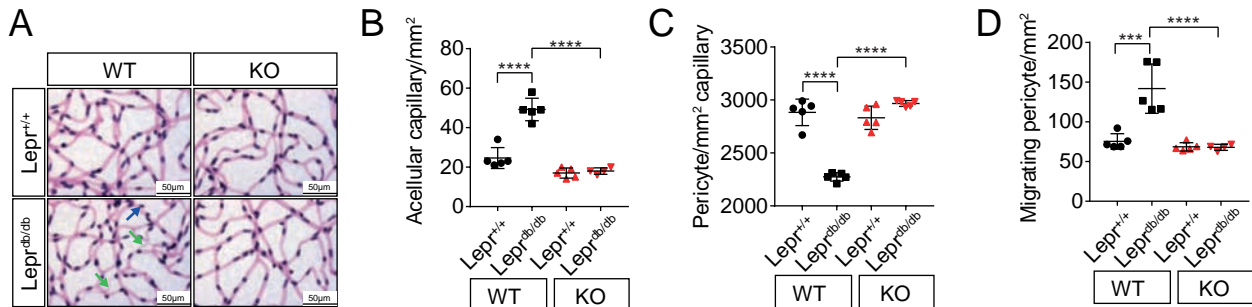 A
WT
KO
Lepr+/+
Leprdb/db
50µm
50µm
50µm
50µm
B
Acellular capillary/mm²
80
60
40
20
0
****
****
Lepr+/+
Leprdb/db
Lepr+/+
Leprdb/db
WT
KO
C
Pericyte/mm² capillary
3500
3000
2500
2000
****
****
Lepr+/+
Leprdb/db
Lepr+/+
Leprdb/db
WT
KO
D
Migrating pericyte/mm²
200
150
100
50
0
***
****
Lepr+/+
Leprdb/db
Lepr+/+
Leprdb/db
WT
KO